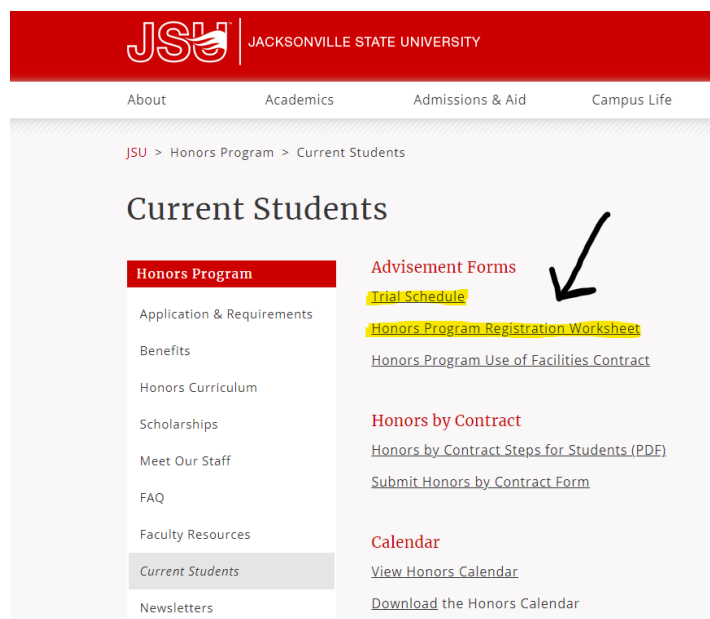 JSU JACKSONVILLE STATE UNIVERSITY
About Academics Admissions & Aid Campus Life
JSU > Honors Program > Current Students
Current Students
Honors Program
Application & Requirements
Benefits
Honors Curriculum
Scholarships
Meet Our Staff
FAQ
Faculty Resources
Current Students
Newsletters
Advisement Forms
Trial Schedule
Honors Program Registration Worksheet
Honors Program Use of Facilities Contract
Honors by Contract
Honors by Contract Steps for Students (PDF)
Submit Honors by Contract Form
Calendar
View Honors Calendar
Download the Honors Calendar